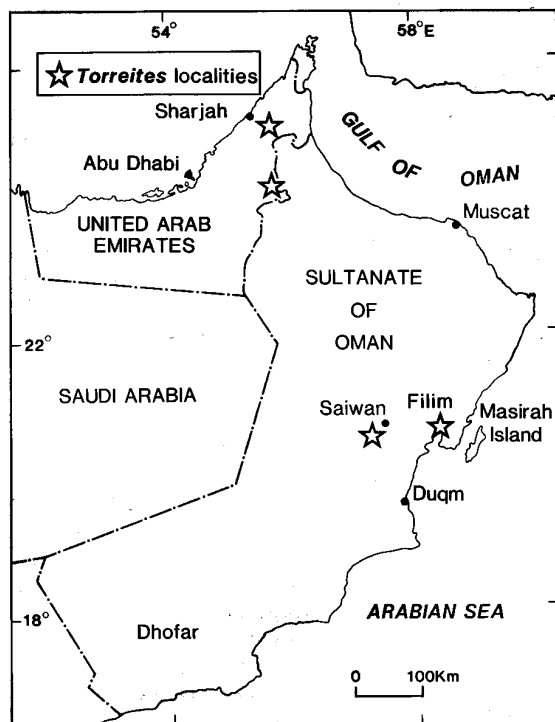 54°
58°E
Torreites localities
Sharjah
GULF OF OMAN
Abu Dhabi
Muscat
UNITED ARAB
EMIRATES
SULTANATE
OF
OMAN
22°
SAUDI ARABIA
Saiwan
Filim
Masirah
Island
Duqm
18°
Dhofar
ARABIAN SEA
0 100Km